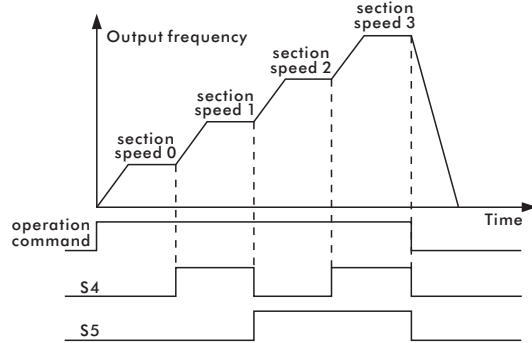 Output frequency
section
speed 3
section
speed 2
section
speed 1
section
speed 0
Time
operation
command
S4
S5